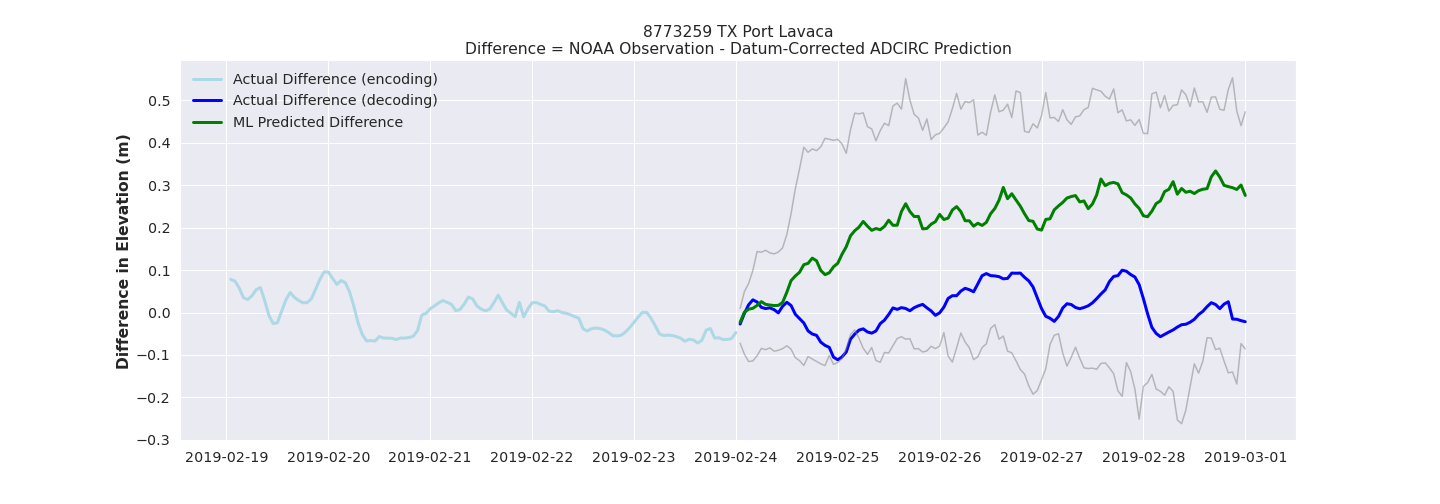 8773259 TX Port Lavaca
Difference = NOAA Observation - Datum-Corrected ADCIRC Prediction
Actual Difference (encoding)
Actual Difference (decoding)
ML Predicted Difference
Difference in Elevation (m)
0.5
0.4
0.3
0.2
0.1
0.0
−0.1
−0.2
−0.3
2019-02-19 2019-02-20 2019-02-21 2019-02-22 2019-02-23 2019-02-24 2019-02-25 2019-02-26 2019-02-27 2019-02-28 2019-03-01